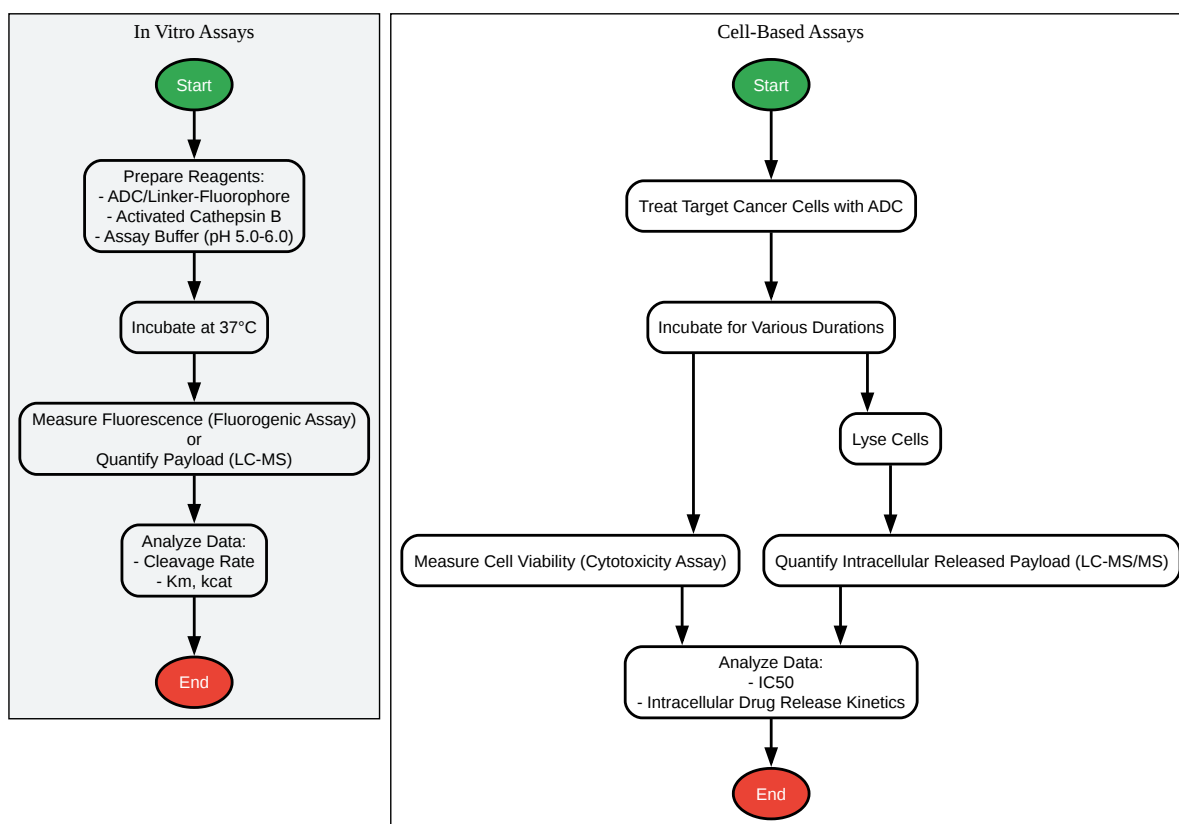 In Vitro Assays
Start
Prepare Reagents:
- ADC/Linker-Fluorophore
- Activated Cathepsin B
- Assay Buffer (pH 5.0-6.0)
Incubate at 37°C
Measure Fluorescence (Fluorogenic Assay)
or
Quantify Payload (LC-MS)
Analyze Data:
- Cleavage Rate
- Km, kcat
End
Cell-Based Assays
Start
Treat Target Cancer Cells with ADC
Incubate for Various Durations
Lyse Cells
Measure Cell Viability (Cytotoxicity Assay)
Quantify Intracellular Released Payload (LC-MS/MS)
Analyze Data:
- IC50
- Intracellular Drug Release Kinetics
End